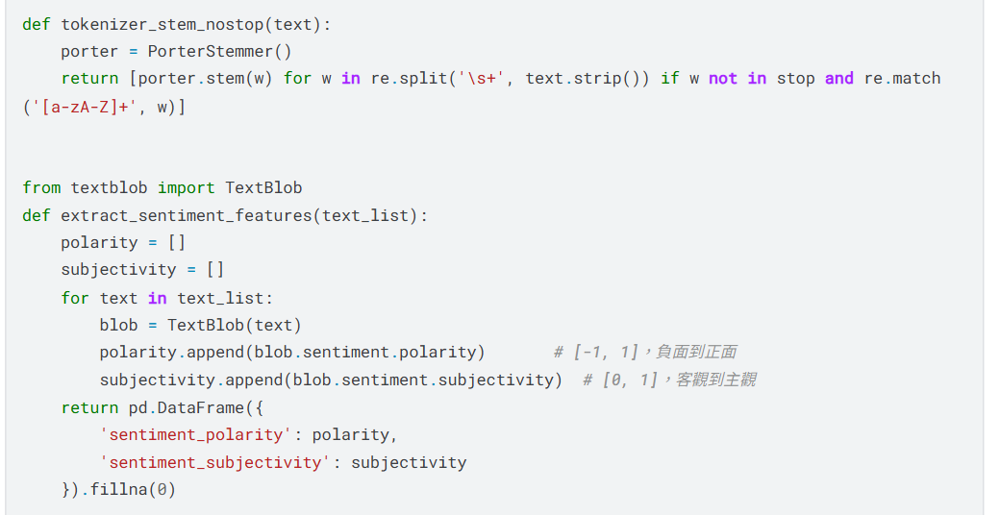 def tokenizer_stem_nostop(text):
    porter = PorterStemmer()
    return [porter.stem(w) for w in re.split('\s+', text.strip()) if w not in stop and re.match
('[a-zA-Z]+', w)]
from textblob import TextBlob
def extract_sentiment_features(text_list):
    polarity = []
    subjectivity = []
    for text in text_list:
        blob = TextBlob(text)
        polarity.append(blob.sentiment.polarity)       # [-1, 1]，負面到正面
        subjectivity.append(blob.sentiment.subjectivity)  # [0, 1]，客觀到主觀
    return pd.DataFrame({
        'sentiment_polarity': polarity,
        'sentiment_subjectivity': subjectivity
    }).fillna(0)